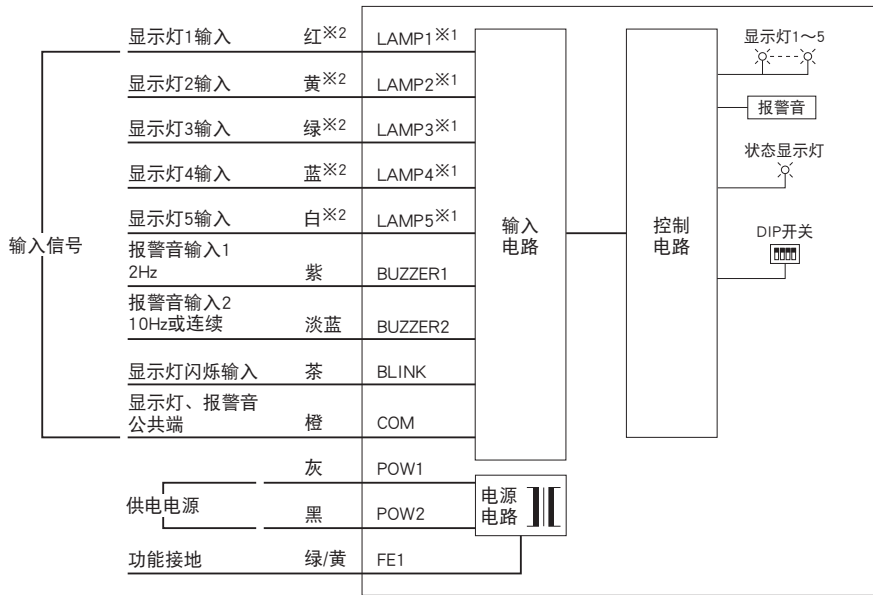 显示灯1输入 红※2 LAMP1※1
显示灯2输入 黄※2 LAMP2※1
显示灯3输入 绿※2 LAMP3※1
显示灯4输入 蓝※2 LAMP4※1
显示灯5输入 白※2 LAMP5※1
报警音输入1
2Hz 紫 BUZZER1
报警音输入2
10Hz或连续 淡蓝 BUZZER2
显示灯闪烁输入 茶 BLINK
显示灯、报警音
公共端 橙 COM
输入信号
灰 POW1
黑 POW2
供电电源
功能接地 绿/黄 FE1
输入
电路
电源
电路
控制
电路
显示灯1～5
报警音
状态显示灯
DIP开关